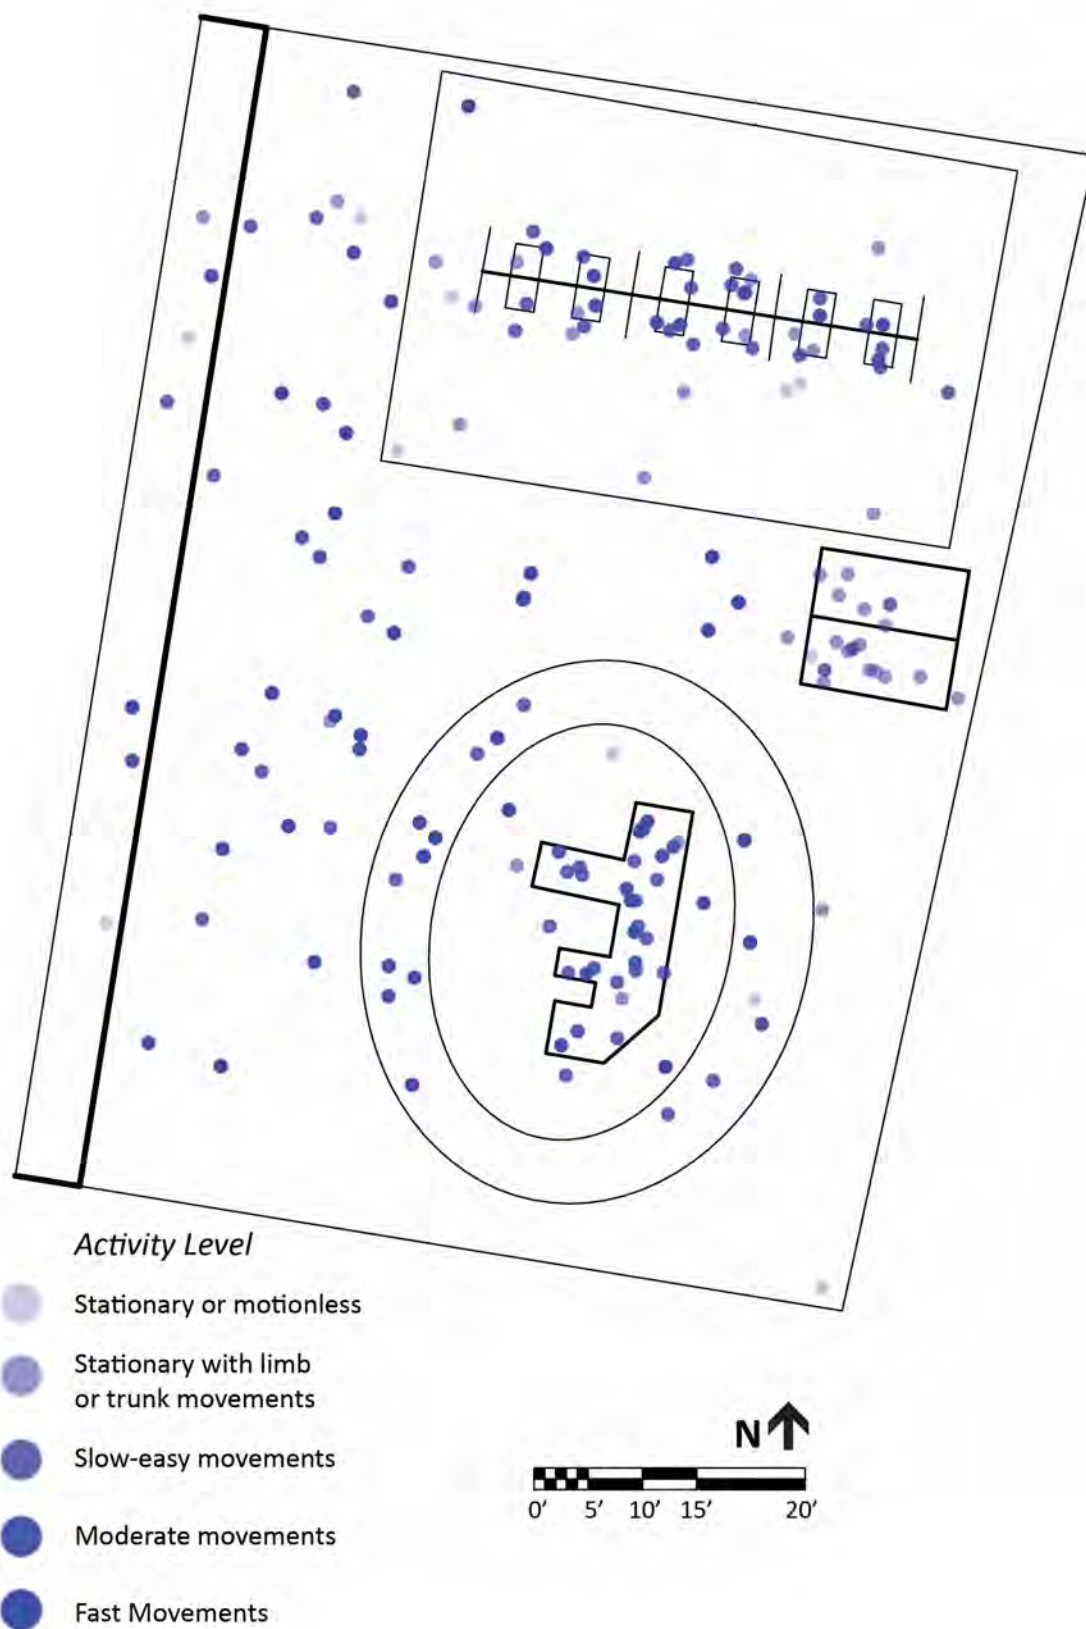 Activity Level
Stationary or motionless
Stationary with limb
or trunk movements
Slow-easy movements
Moderate movements
Fast Movements
N
0' 5' 10' 15' 20'